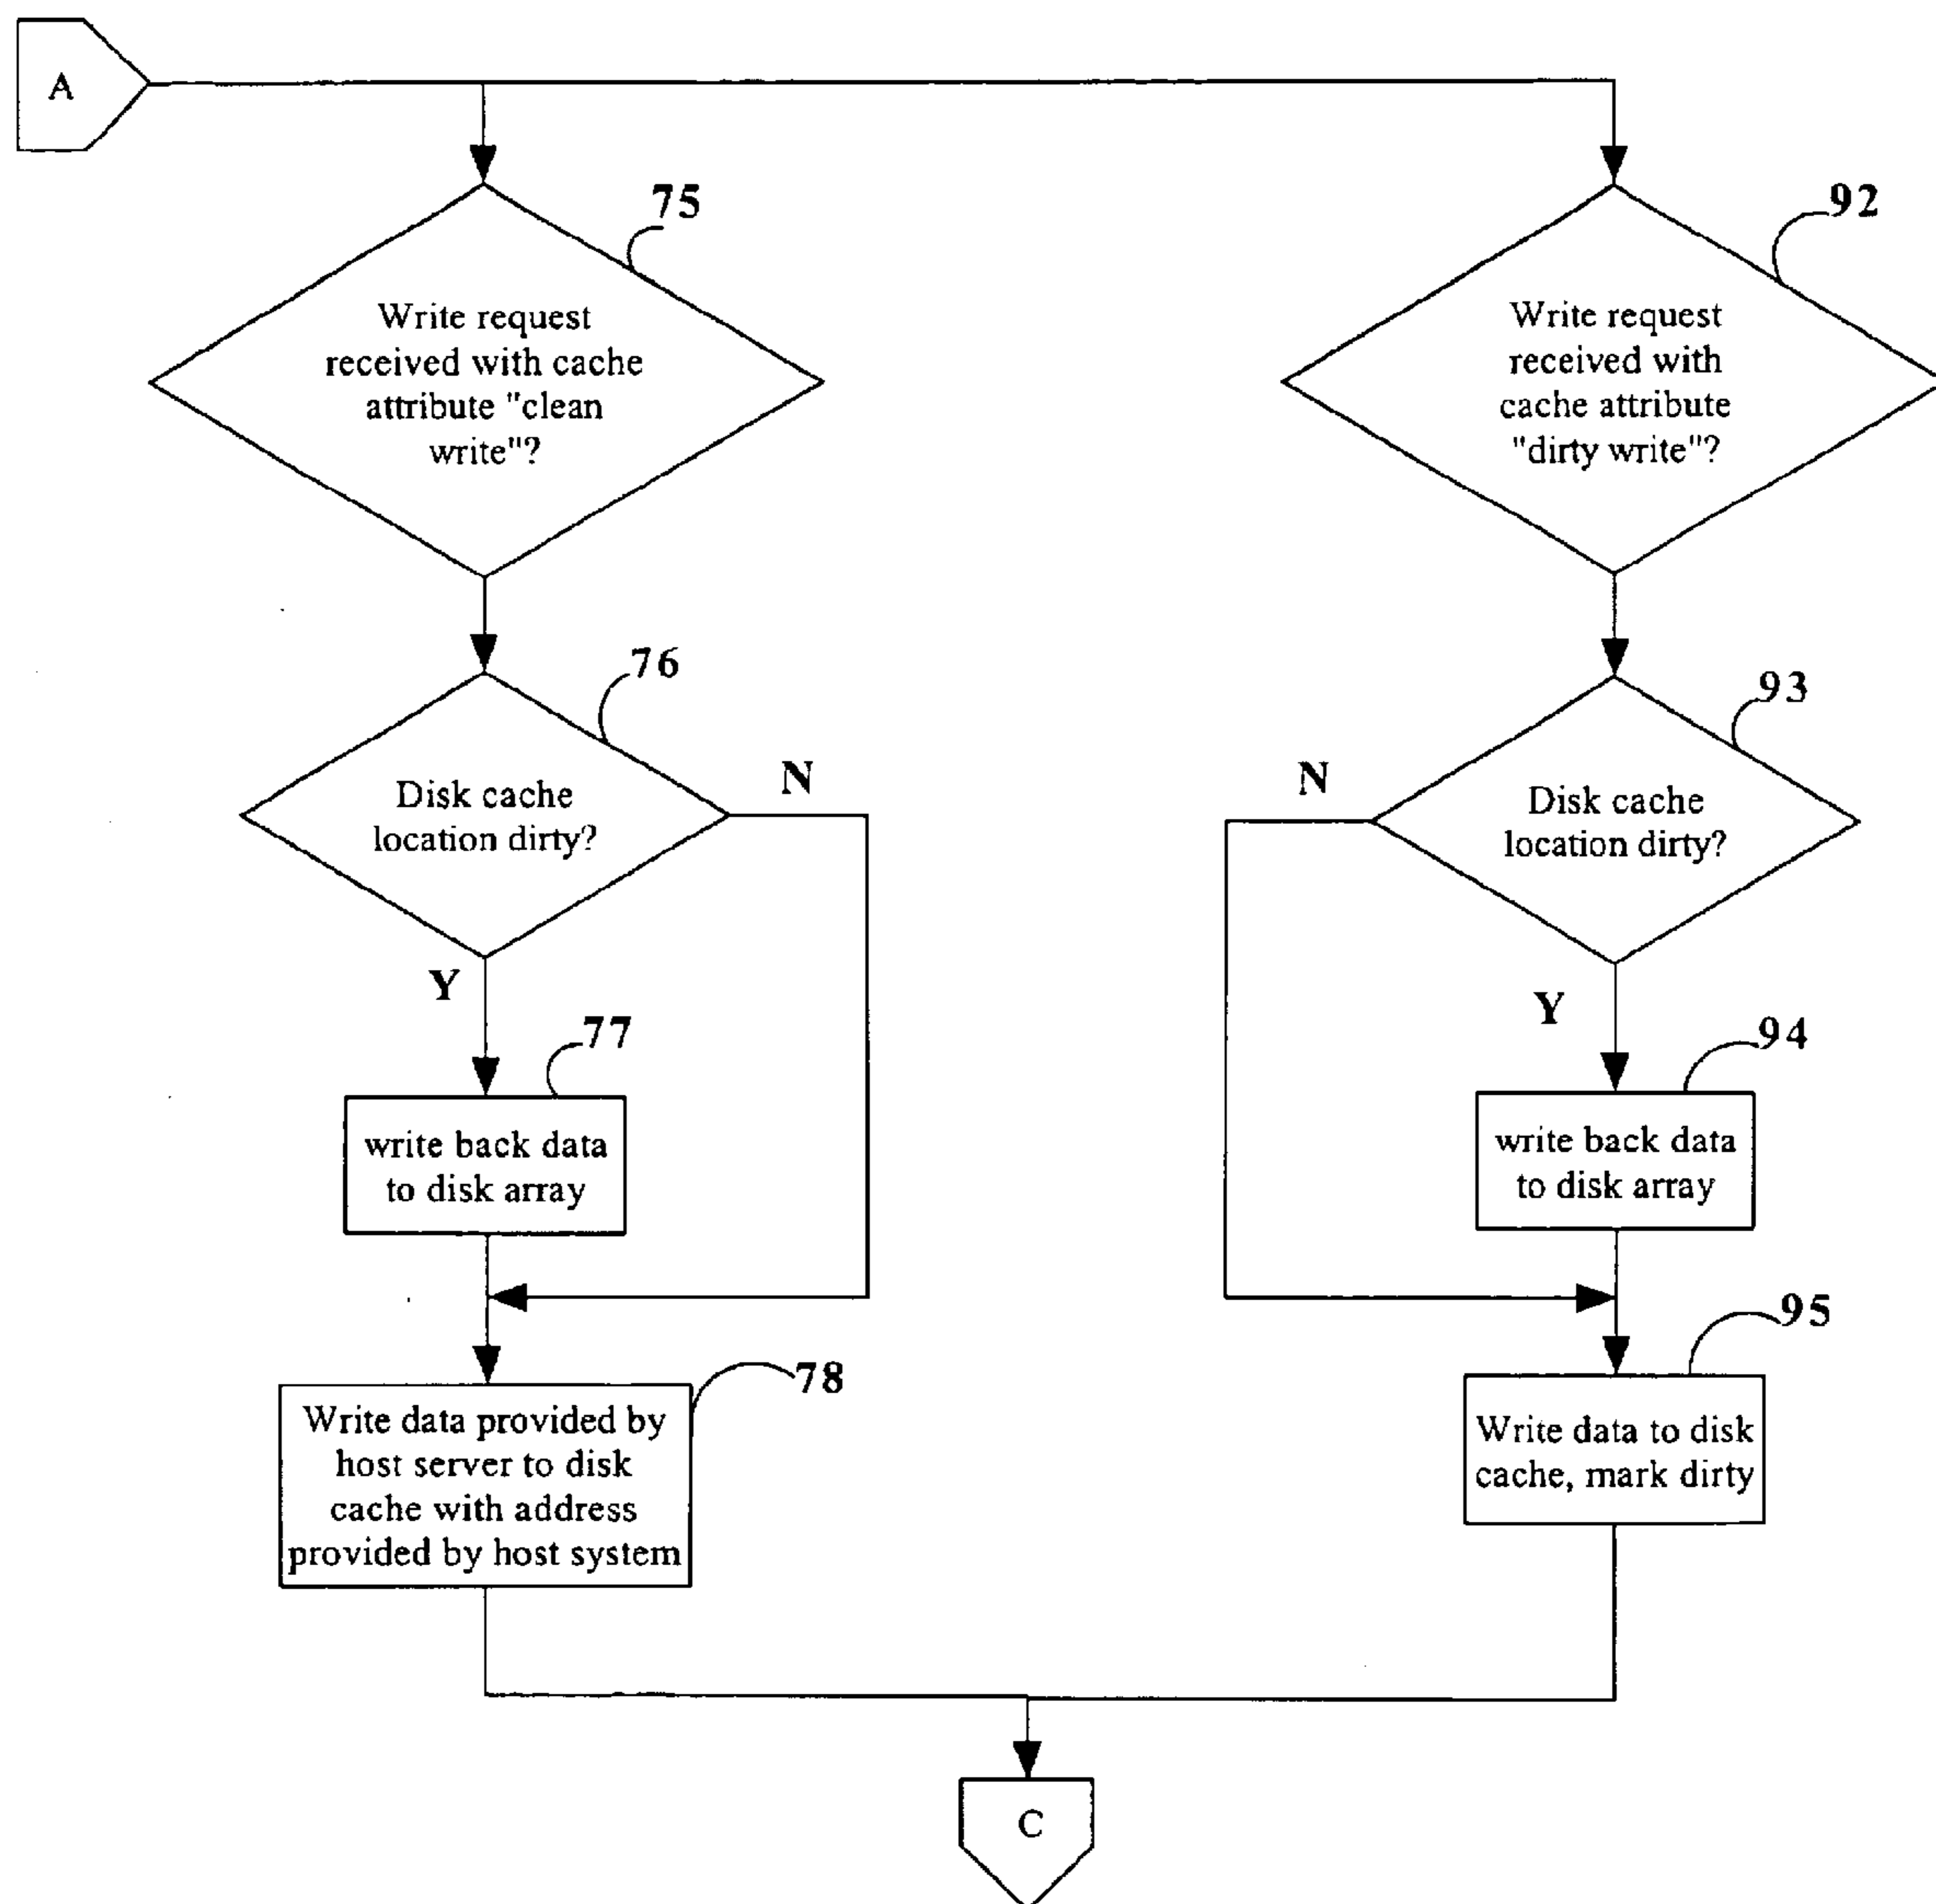 A
75
Write request
received with cache
attribute "clean
write"?
92
Write request
received with
cache attribute
"dirty write"?
76
Disk cache
location dirty?
N
Y
93
Disk cache
location dirty?
N
Y
77
write back data
to disk array
94
write back data
to disk array
78
Write data provided by
host server to disk
cache with address
provided by host system
95
Write data to disk
cache, mark dirty
C